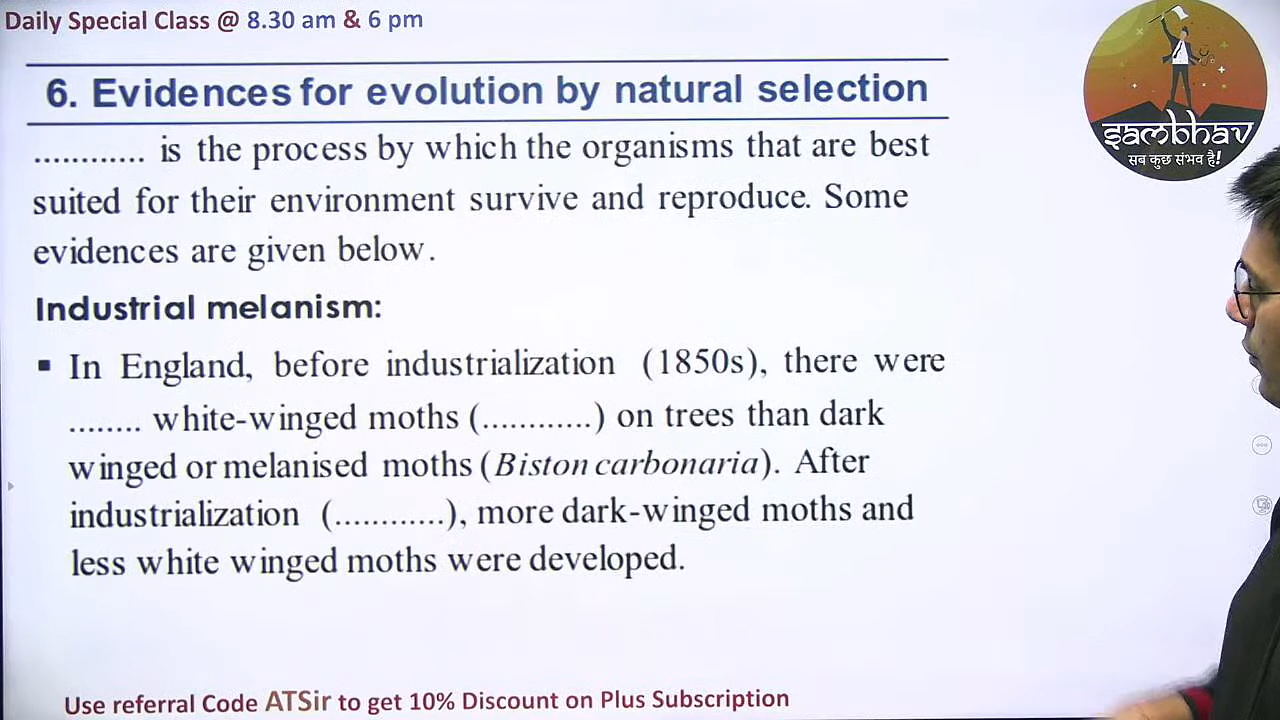 Daily Special Class @ 8.30 am & 6 pm
6. Evidences for evolution by natural selection
............ is the process by which the organisms that are best
suited for their environment survive and reproduce. Some
evidences are given below.
Industrial melanism:
▪ In England, before industrialization (1850s), there were
........ white-winged moths (............) on trees than dark
winged or melanised moths (Biston carbonaria). After
industrialization (............), more dark-winged moths and
less white winged moths were developed.
Use referral Code ATSir to get 10% Discount on Plus Subscription
sambhav
सब कुछ संभव है!